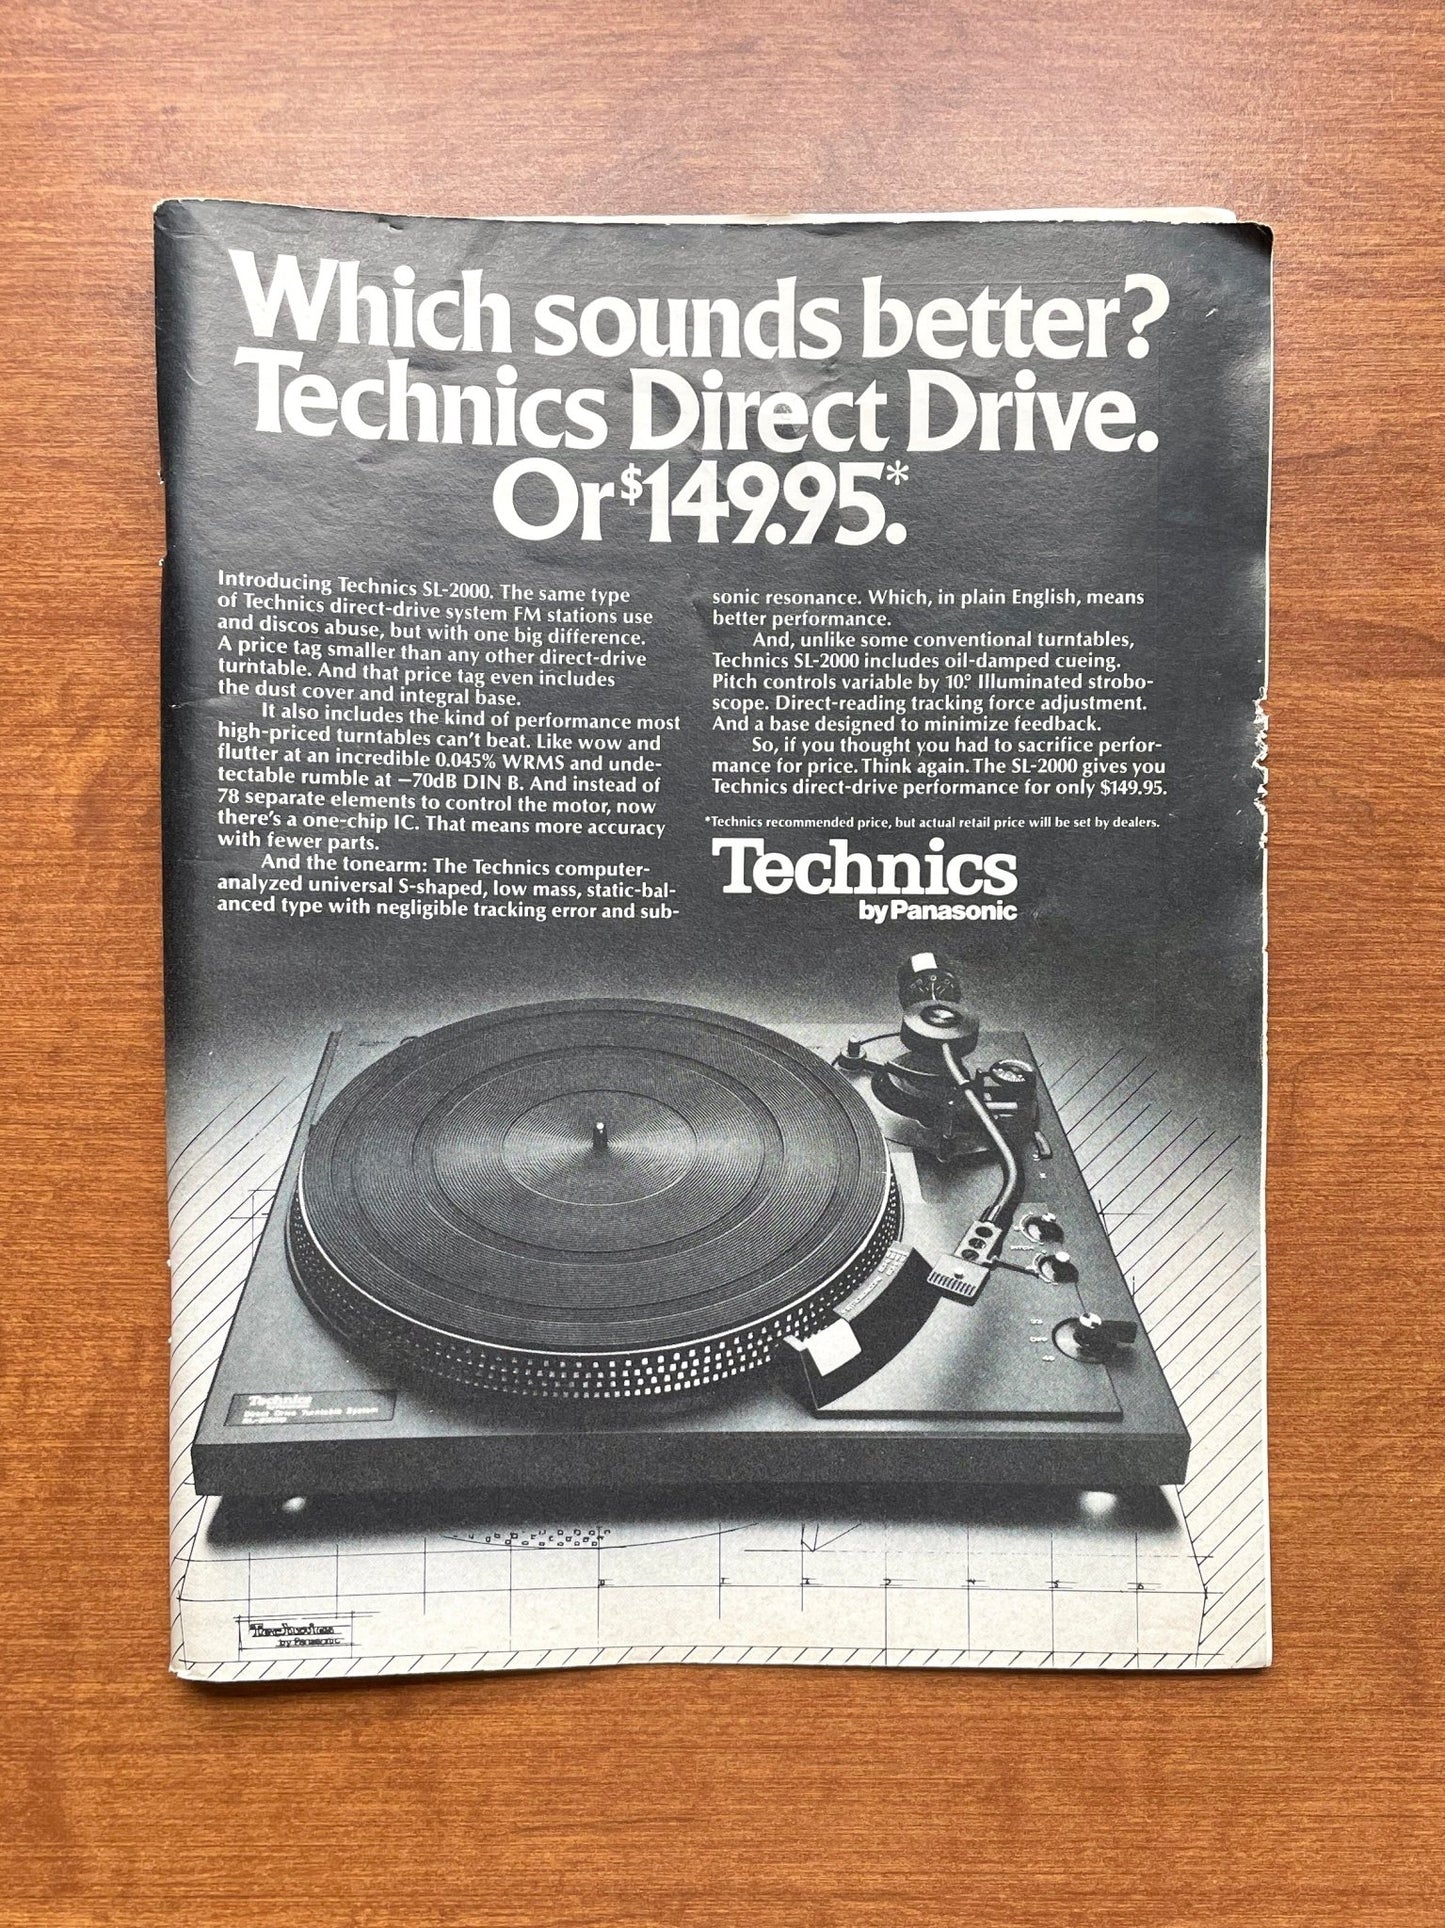 Which sounds better?
Technics Direct Drive.
Or $149.95.*
Introducing Technics SL-2000. The same type
of Technics direct-drive system FM stations use
and discos abuse, but with one big difference.
A price tag smaller than any other direct-drive
turntable. And that price tag even includes
the dust cover and integral base.
It also includes the kind of performance most
high-priced turntables can't beat. Like wow and
flutter at an incredible 0.045% WRMS and unde-
tectable rumble at —70dB DIN B. And instead of
78 separate elements to control the motor, now
there's a one-chip IC. That means more accuracy
with fewer parts.
And the tonearm: The Technics computer-
analyzed universal S-shaped, low mass, static-bal-
anced type with negligible tracking error and sub-
sonic resonance. Which, in plain English, means
better performance.
And, unlike some conventional turntables,
Technics SL-2000 includes oil-damped cueing.
Pitch controls variable by 10°. Illuminated strobo-
scope. Direct-reading tracking force adjustment.
And a base designed to minimize feedback.
So, if you thought you had to sacrifice perfor-
mance for price. Think again. The SL-2000 gives you
Technics direct-drive performance for only $149.95.
*Technics recommended price, but actual retail price will be set by dealers.
Technics
by Panasonic
Technics
Direct Drive Turntable System
Technics
by Panasonic